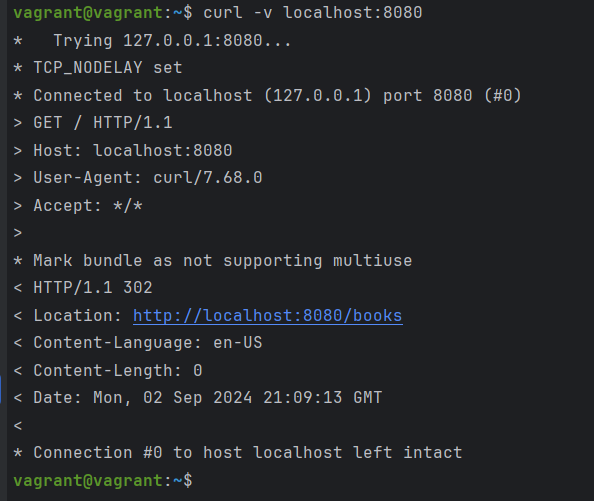 vagrant@vagrant:~$ curl -v localhost:8080
*   Trying 127.0.0.1:8080...
* TCP_NODELAY set
* Connected to localhost (127.0.0.1) port 8080 (#0)
> GET / HTTP/1.1
> Host: localhost:8080
> User-Agent: curl/7.68.0
> Accept: */*
>
* Mark bundle as not supporting multiuse
< HTTP/1.1 302
< Location: http://localhost:8080/books
< Content-Language: en-US
< Content-Length: 0
< Date: Mon, 02 Sep 2024 21:09:13 GMT
<
* Connection #0 to host localhost left intact
vagrant@vagrant:~$